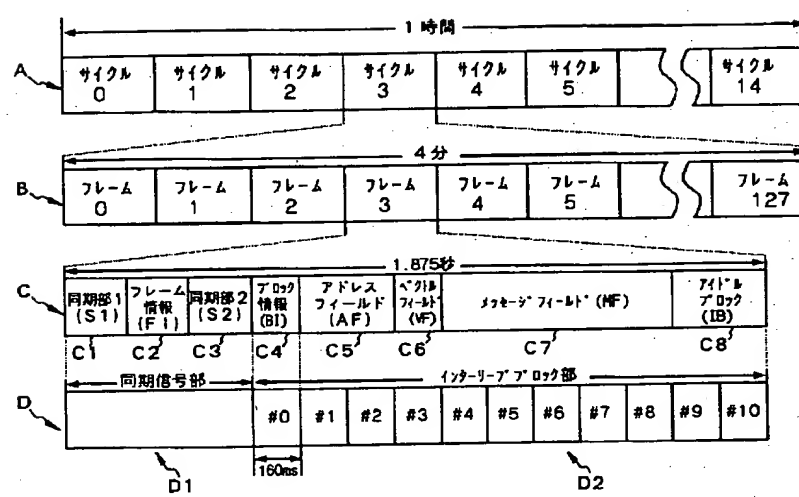 1時間
A
サイクル 0
サイクル 1
サイクル 2
サイクル 3
サイクル 4
サイクル 5
サイクル 14
4分
B
フレーム 0
フレーム 1
フレーム 2
フレーム 3
フレーム 4
フレーム 5
フレーム 127
1.875秒
C
同期部1 (S1)
フレーム 情報 (FI)
同期部2 (S2)
ブロック 情報 (BI)
アドレス フィールド (AF)
ベクトル フィールド (VF)
メッセージフィールド (MF)
アイドル ブロック (IB)
C1
C2
C3
C4
C5
C6
C7
C8
同期信号部
インターリーブブロック部
D
#0
#1
#2
#3
#4
#5
#6
#7
#8
#9
#10
160ms
D1
D2